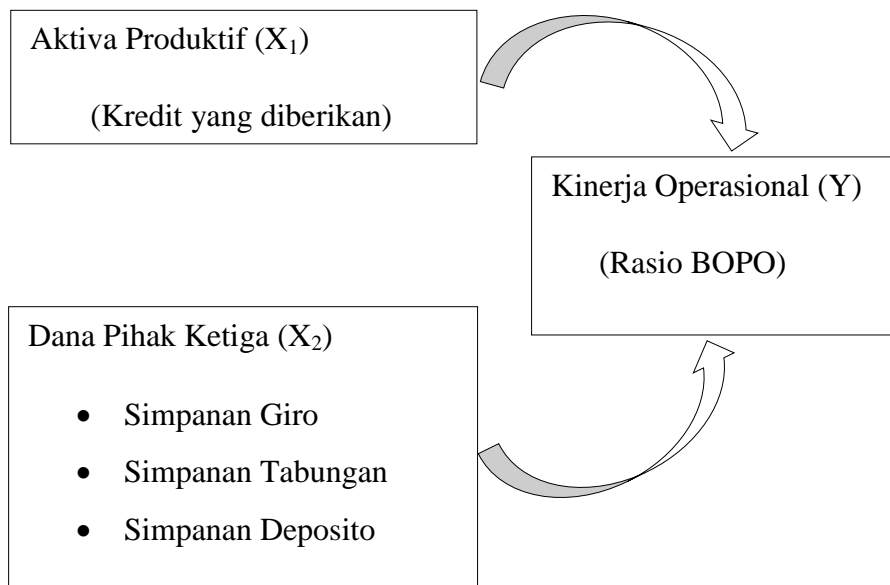 Aktiva Produktif (X₁)
(Kredit yang diberikan)
Kinerja Operasional (Y)
(Rasio BOPO)
Dana Pihak Ketiga (X₂)
• Simpanan Giro
• Simpanan Tabungan
• Simpanan Deposito